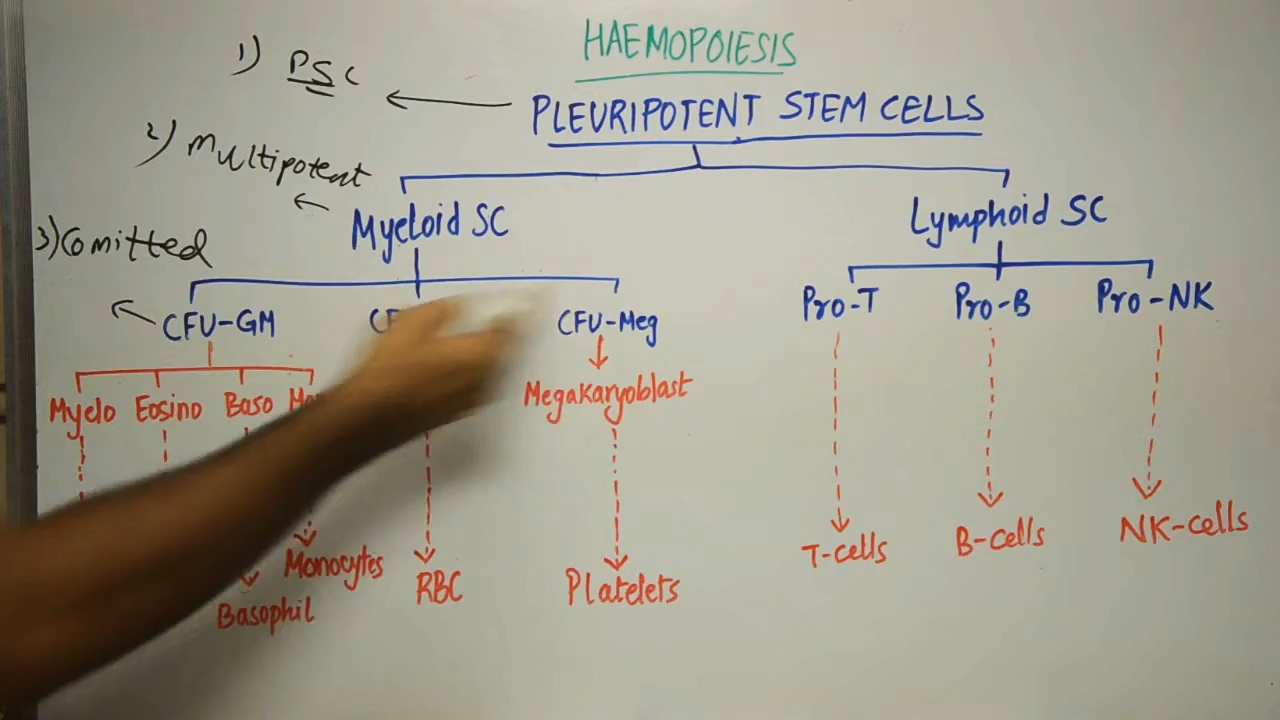 HAEMOPOIESIS
1) PSC
PLEURIPOTENT STEM CELLS
2) Multipotent
Myeloid SC
Lymphoid SC
3) Comitted
CFU-GM
CFU-Meg
Pro-T
Pro-B
Pro-NK
Myelo
Eosino
Baso
Megakaryoblast
Monocytes
RBC
Platelets
Basophil
T-cells
B-cells
NK-cells